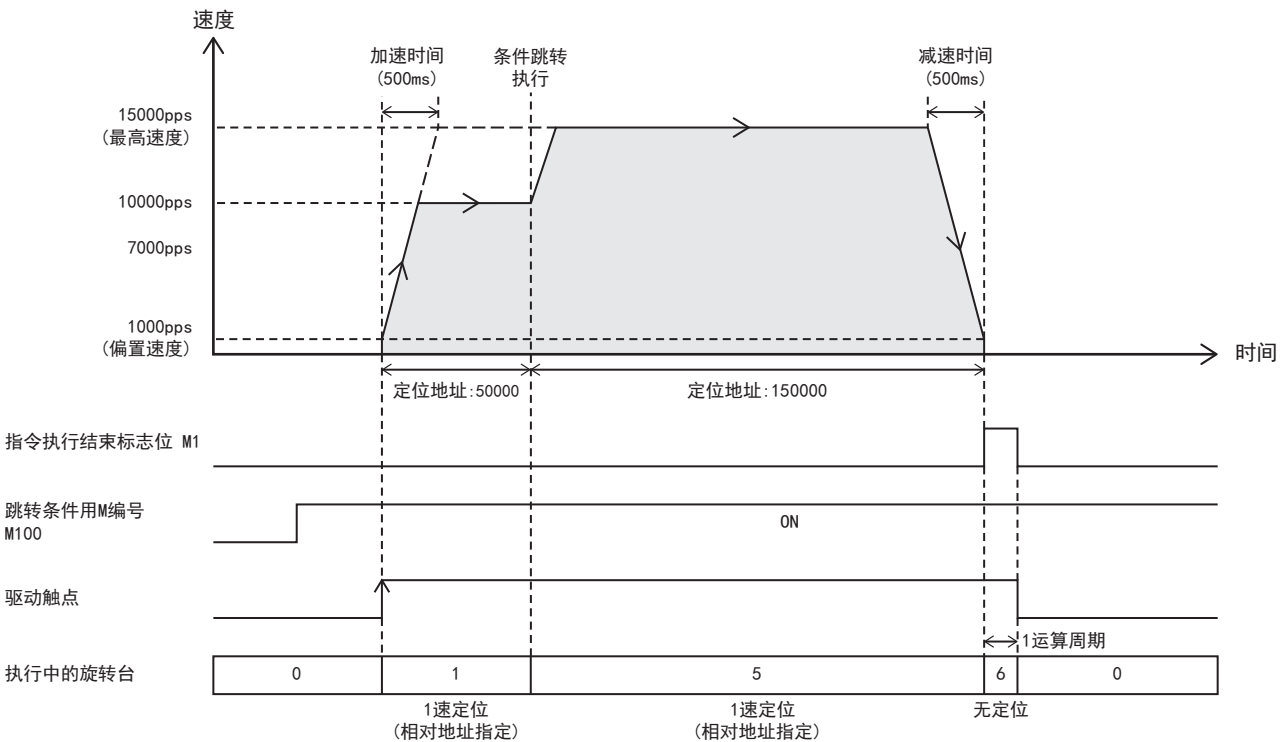 速度
加速时间
(500ms)
条件跳转
执行
减速时间
(500ms)
15000pps
(最高速度)
10000pps
7000pps
1000pps
(偏置速度)
时间
定位地址:50000
定位地址:150000
指令执行结束标志位 M1
跳转条件用M编号
M100
ON
驱动触点
1运算周期
执行中的旋转台
0
1
5
6
0
1速定位
(相对地址指定)
1速定位
(相对地址指定)
无定位